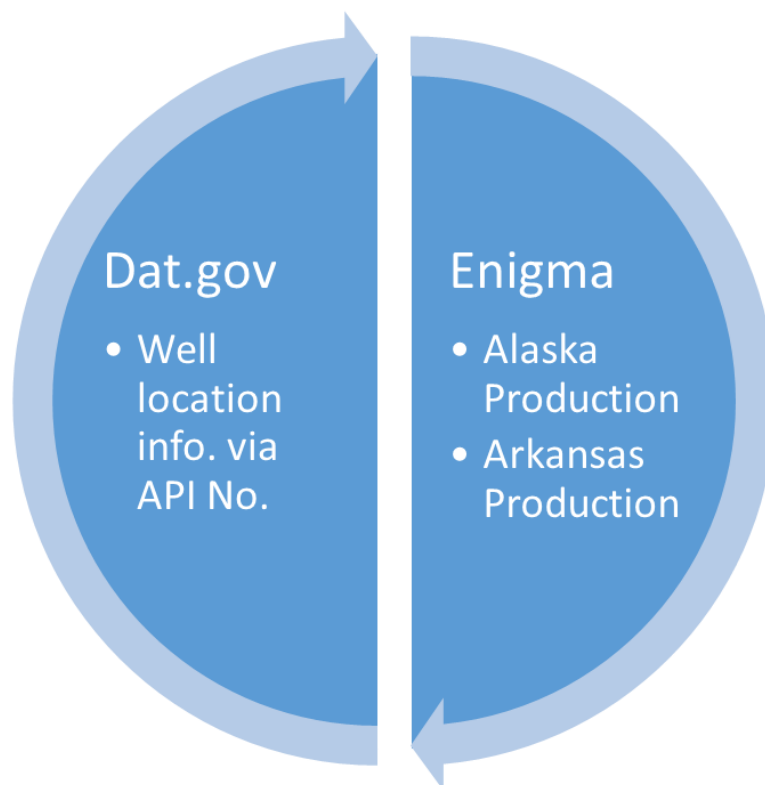 Dat.gov
• Well
location
info. via
API No.
Enigma
• Alaska
Production
• Arkansas
Production